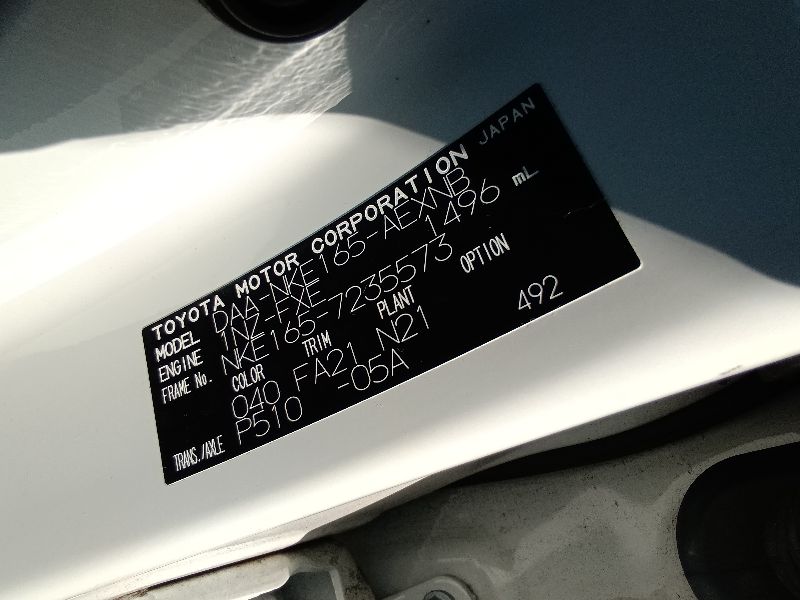 TOYOTA MOTOR CORPORATION JAPAN
MODEL DAA-NKE165-AEXNB
ENGINE 1NZ-FXE 1496 mL
FRAME No. NKE165-7235573
COLOR TRIM PLANT OPTION
040 FA21 N21 492
TRANS./AXLE P510 -05A